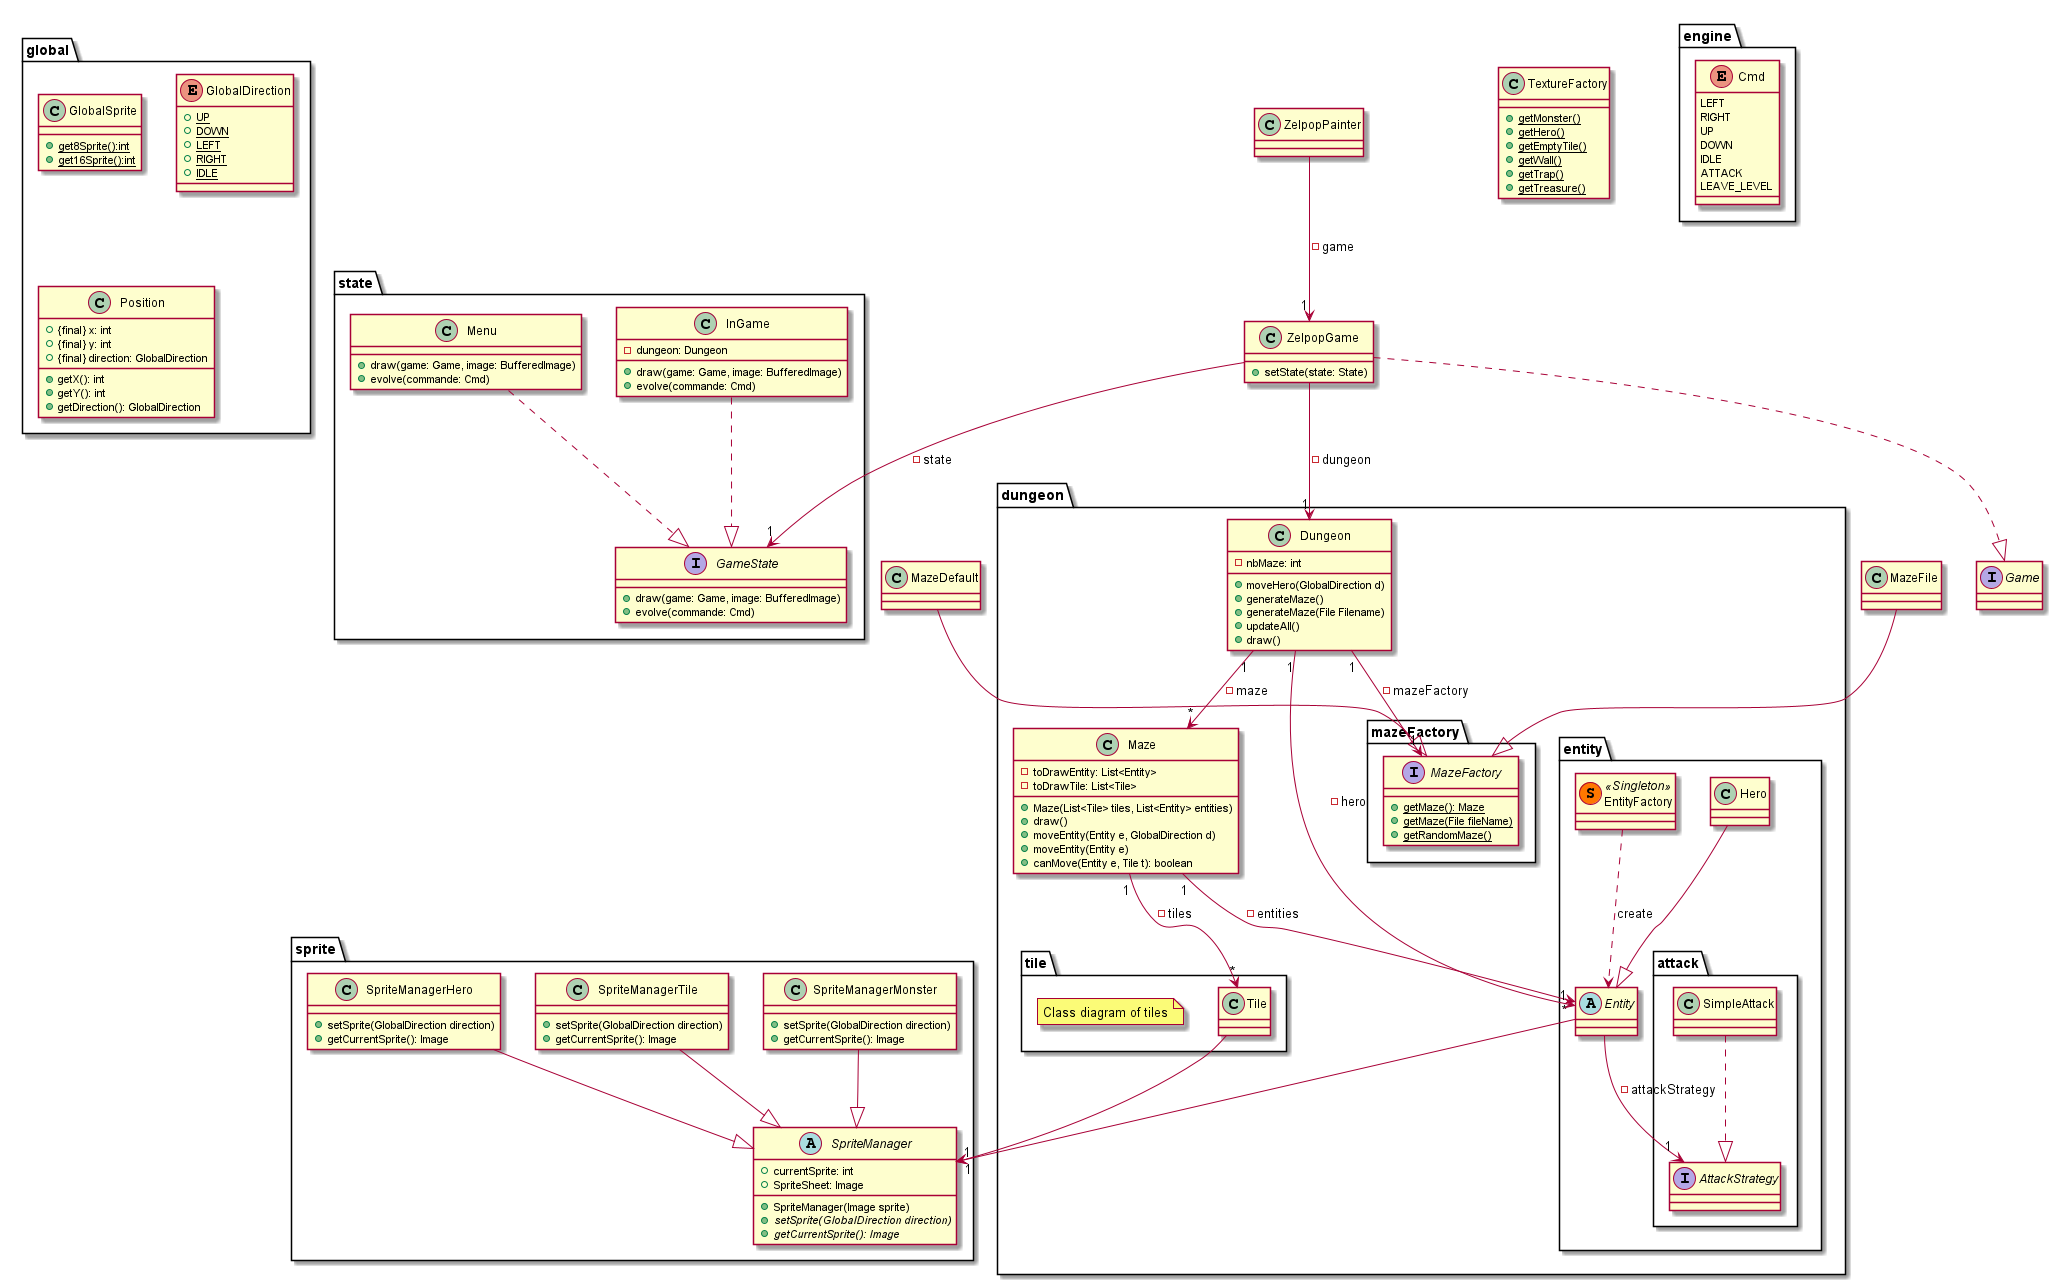 global
C GlobalSprite
get8Sprite():int
get16Sprite():int
E GlobalDirection
UP
DOWN
LEFT
RIGHT
IDLE
C Position
{final} x: int
{final} y: int
{final} direction: GlobalDirection
getX(): int
getY(): int
getDirection(): GlobalDirection
C ZelpopPainter
game
1
C TextureFactory
getMonster()
getHero()
getEmptyTile()
getWall()
getTrap()
getTreasure()
engine
E Cmd
LEFT
RIGHT
UP
DOWN
IDLE
ATTACK
LEAVE_LEVEL
state
C Menu
draw(game: Game, image: BufferedImage)
evolve(commande: Cmd)
C InGame
dungeon: Dungeon
draw(game: Game, image: BufferedImage)
evolve(commande: Cmd)
C ZelpopGame
setState(state: State)
state
1
dungeon
1
I GameState
draw(game: Game, image: BufferedImage)
evolve(commande: Cmd)
C MazeDefault
dungeon
C Dungeon
nbMaze: int
moveHero(GlobalDirection d)
generateMaze()
generateMaze(File Filename)
updateAll()
draw()
C MazeFile
I Game
1
1
1
maze
mazeFactory
*
1
C Maze
toDrawEntity: List<Entity>
toDrawTile: List<Tile>
Maze(List<Tile> tiles, List<Entity> entities)
draw()
moveEntity(Entity e, GlobalDirection d)
moveEntity(Entity e)
canMove(Entity e, Tile t): boolean
hero
mazeFactory
I MazeFactory
getMaze(): Maze
getMaze(File fileName)
getRandomMaze()
entity
S «Singleton»
EntityFactory
C Hero
1
1
tiles
entities
create
*
1
*
sprite
C SpriteManagerHero
setSprite(GlobalDirection direction)
getCurrentSprite(): Image
C SpriteManagerTile
setSprite(GlobalDirection direction)
getCurrentSprite(): Image
C SpriteManagerMonster
setSprite(GlobalDirection direction)
getCurrentSprite(): Image
tile
Class diagram of tiles
C Tile
A Entity
attack
C SimpleAttack
attackStrategy
1
1
1
A SpriteManager
currentSprite: int
SpriteSheet: Image
SpriteManager(Image sprite)
setSprite(GlobalDirection direction)
getCurrentSprite(): Image
I AttackStrategy